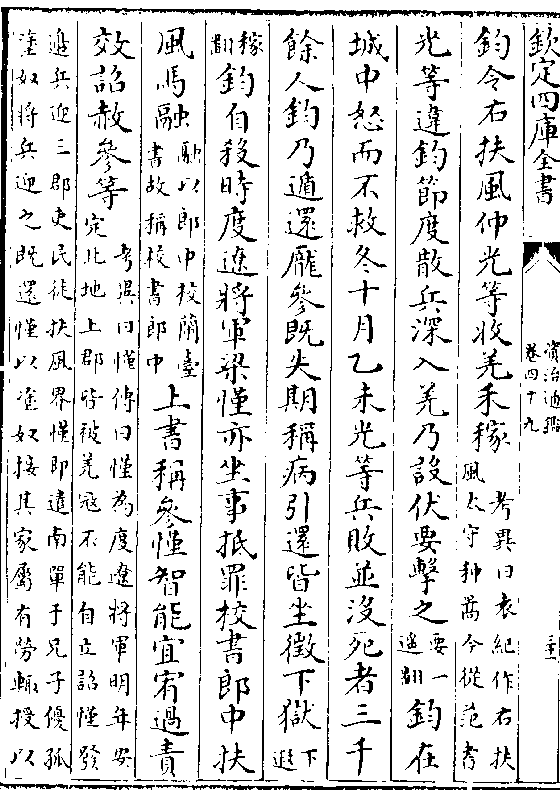 欽定四庫全書
資治通鑑
卷四十九
鈞令右扶風仲光等收羌禾稼考異曰袁紀作右扶風太守种暠今從范書
光等違鈞節度散兵深入羌乃設伏要擊之要一遥翻鈞在
城中怒而不救冬十月乙未光等兵敗並没死者三千
餘人鈞乃遁還龐參既失期稱病引還皆坐徵下獄下遐
稼翻鈞自殺時度遼將軍梁慬亦坐事抵罪校書郎中扶
風馬融融以郎中校蘭臺書故稱校書郎中上書稱參慬智能宜宥過責
效詔赦參等考異曰慬傳曰慬為度遼將軍明年安定北地上郡皆被羌寇不能自立詔慬發
邊兵迎三郡吏民徙扶風界慬即遣南單于兄子優孤
塗奴將兵迎之既還慬以塗奴接其家屬有勞輒授以